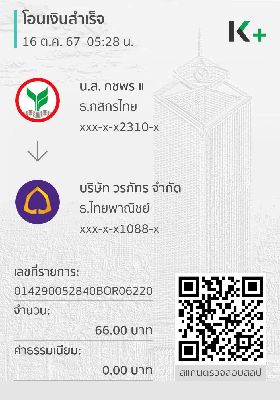 โอนเงินสำเร็จ
16 ต.ค. 67 05:28 น.
K+
น.ส. กชพร แ
ธ.กสิกรไทย
xxx-x-x2310-x
บริษัท วรภัทร จำกัด
ธ.ไทยพาณิชย์
xxx-x-x1088-x
เลขที่รายการ:
014290052840BOR06220
จำนวน:
66.00 บาท
ค่าธรรมเนียม:
0.00 บาท
สแกนตรวจสอบสลิป